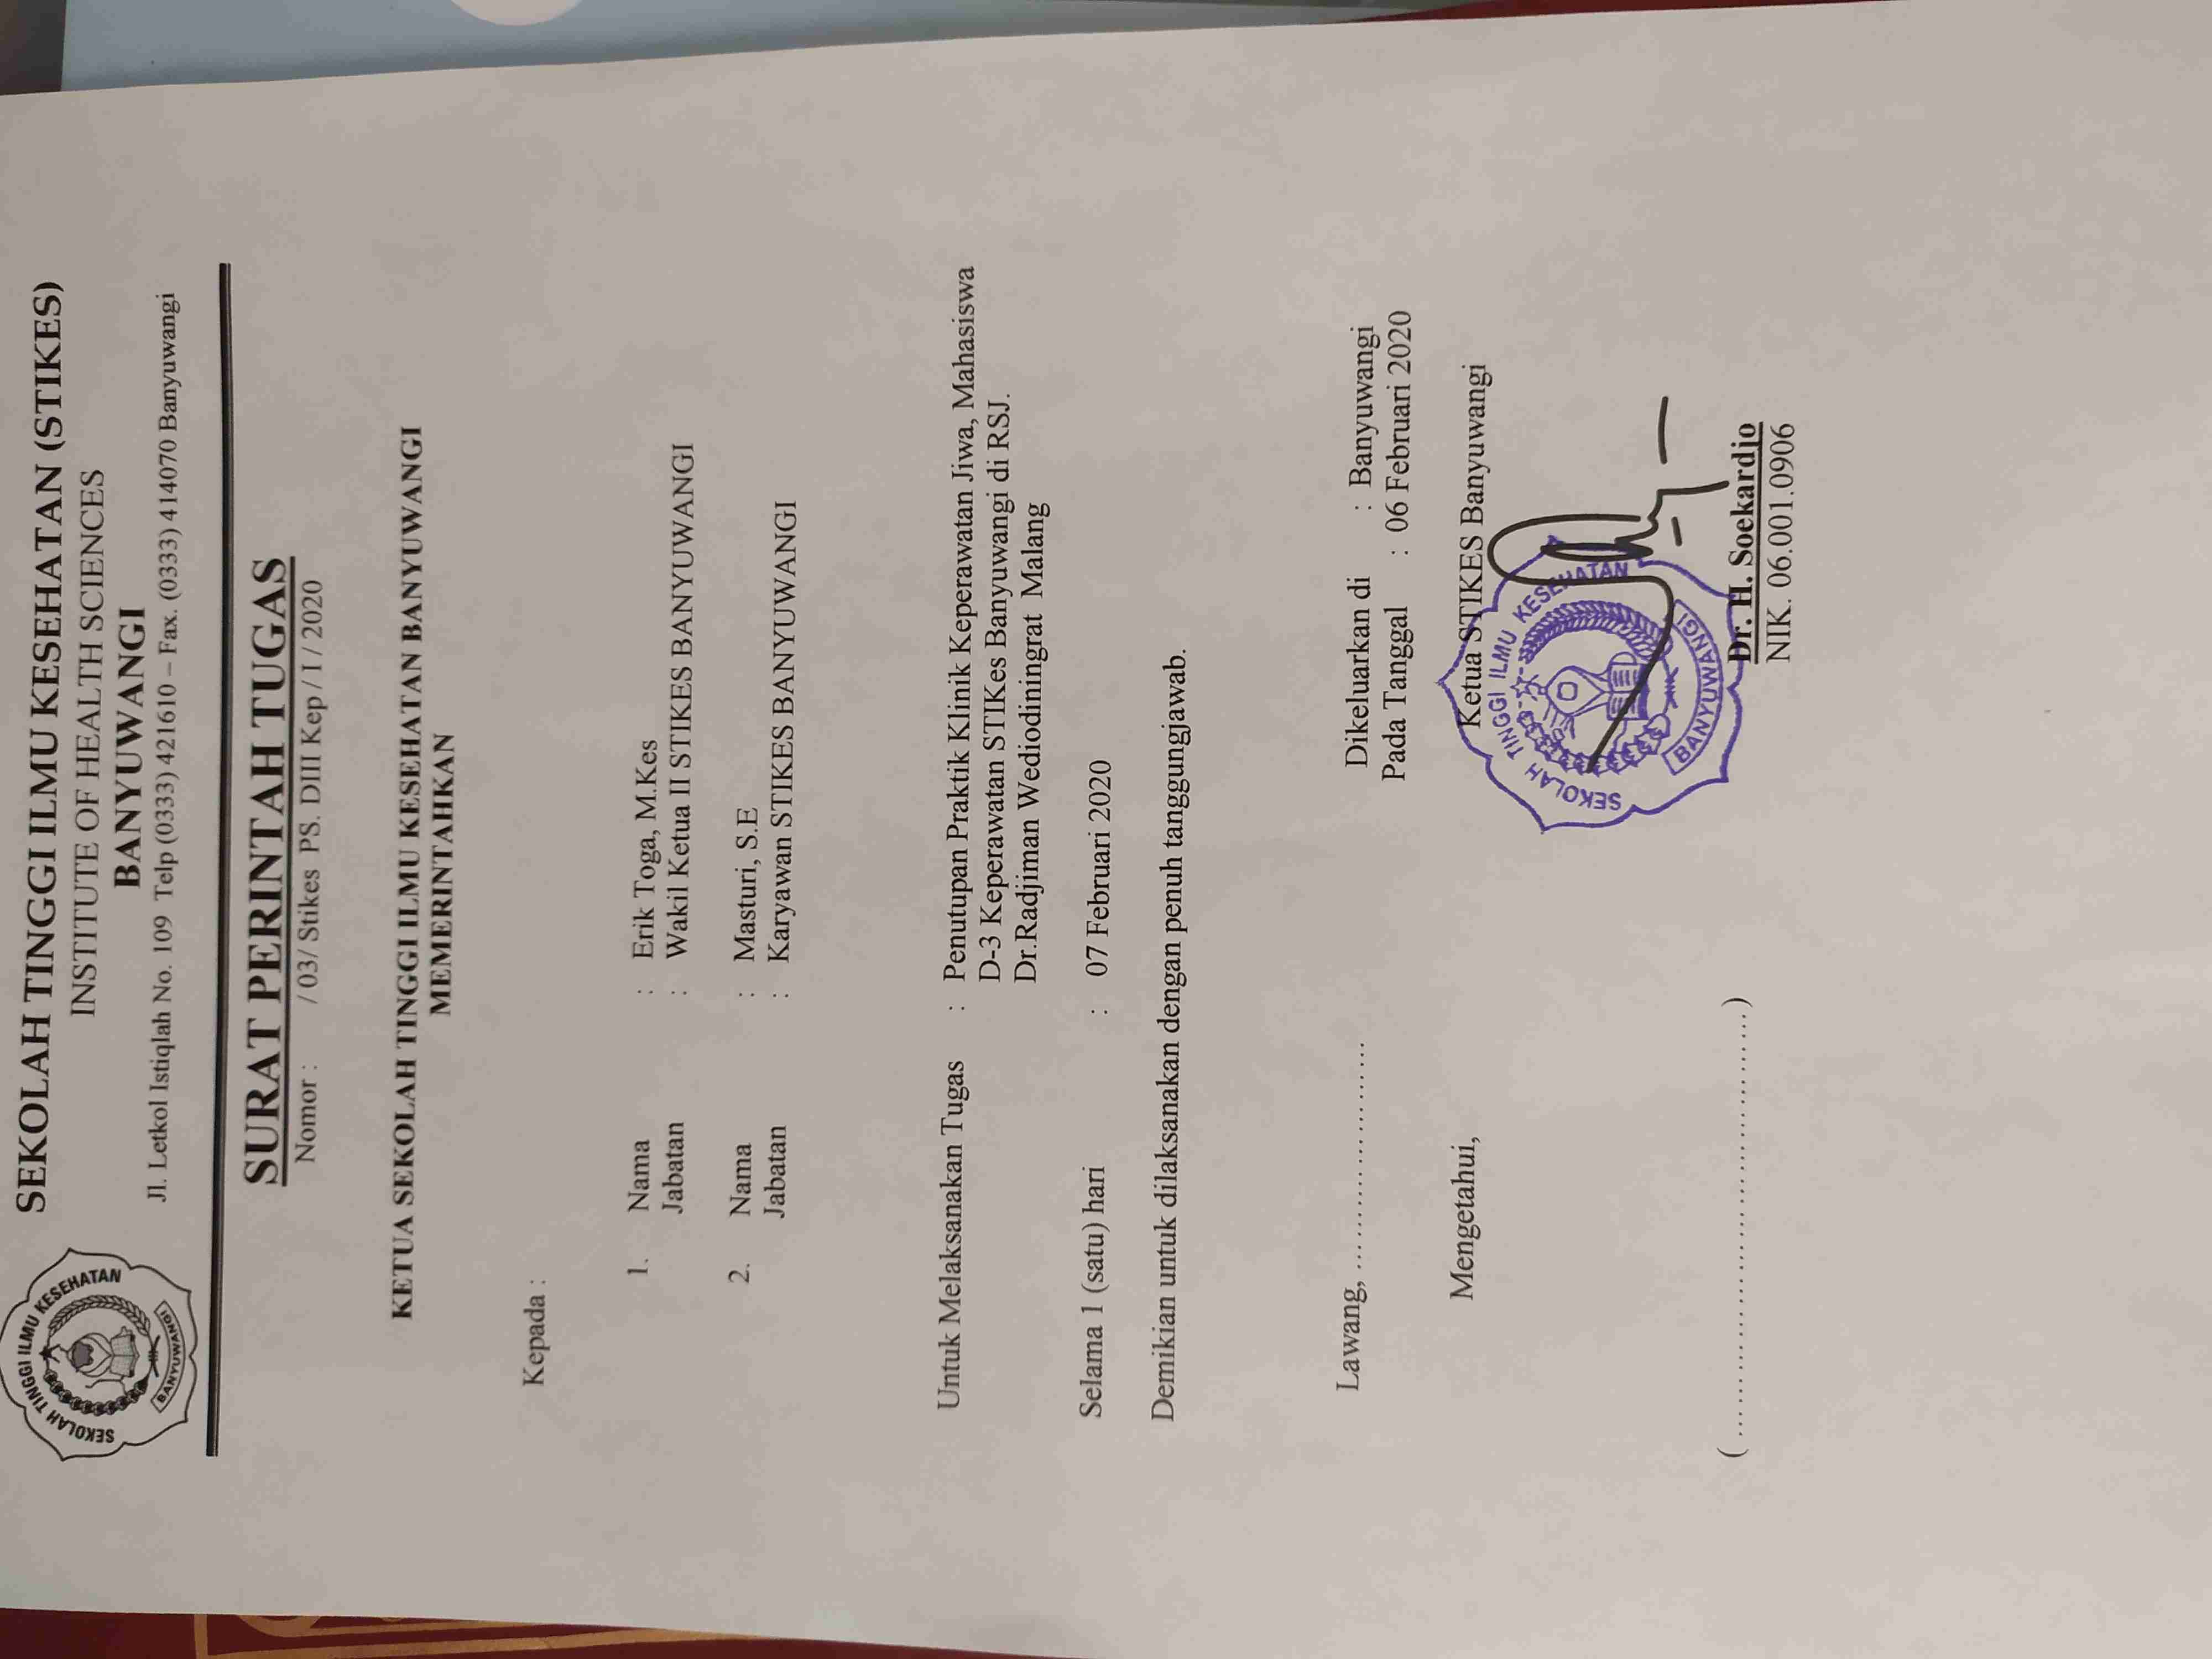 SEKOLAH TINGGI ILMU KESEHATAN
BANYUWANGI
SEKOLAH TINGGI ILMU KESEHATAN (STIKES)
INSTITUTE OF HEALTH SCIENCES
BANYUWANGI
Jl. Letkol Istiqlah No. 109 Telp (0333) 421610 – Fax. (0333) 414070 Banyuwangi
SURAT PERINTAH TUGAS
Nomor : / 03/ Stikes PS. DIII Kep / I / 2020
KETUA SEKOLAH TINGGI ILMU KESEHATAN BANYUWANGI
MEMERINTAHKAN
Kepada :
1. Nama : Erik Toga, M.Kes
Jabatan : Wakil Ketua II STIKES BANYUWANGI
2. Nama : Masturi, S.E
Jabatan : Karyawan STIKES BANYUWANGI
Untuk Melaksanakan Tugas : Penutupan Praktik Klinik Keperawatan Jiwa, Mahasiswa
D-3 Keperawatan STIKes Banyuwangi di RSJ.
Dr.Radjiman Wediodiningrat Malang
Selama 1 (satu) hari : 07 Februari 2020
Demikian untuk dilaksanakan dengan penuh tanggungjawab.
Lawang, ........................
Dikeluarkan di : Banyuwangi
Pada Tanggal : 06 Februari 2020
Mengetahui,
Ketua STIKES Banyuwangi
SEKOLAH TINGGI ILMU KESEHATAN
BANYUWANGI
(..........................................)
Dr. H. Soekardjo
NIK. 06.001.0906